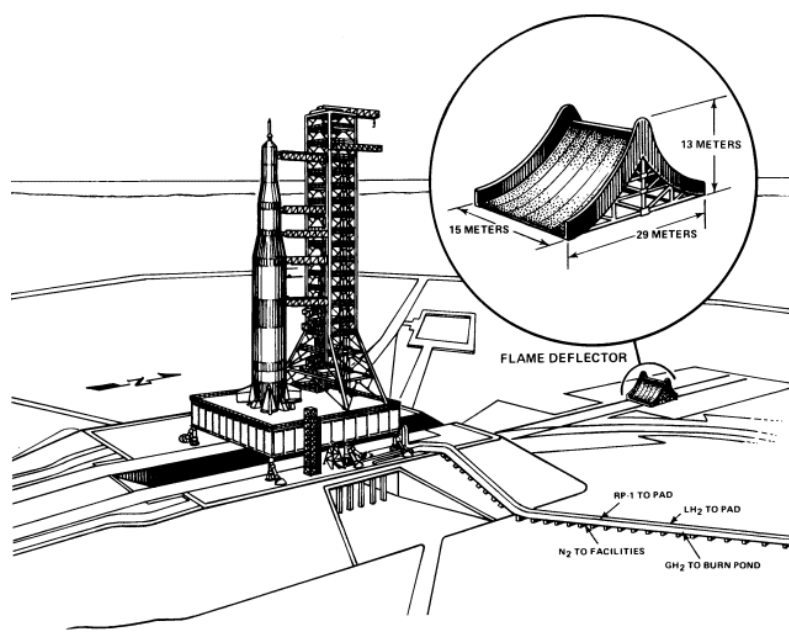 13 METERS
15 METERS
29 METERS
FLAME DEFLECTOR
N
RP-1 TO PAD
LH₂ TO PAD
N₂ TO FACILITIES
GH₂ TO BURN POND